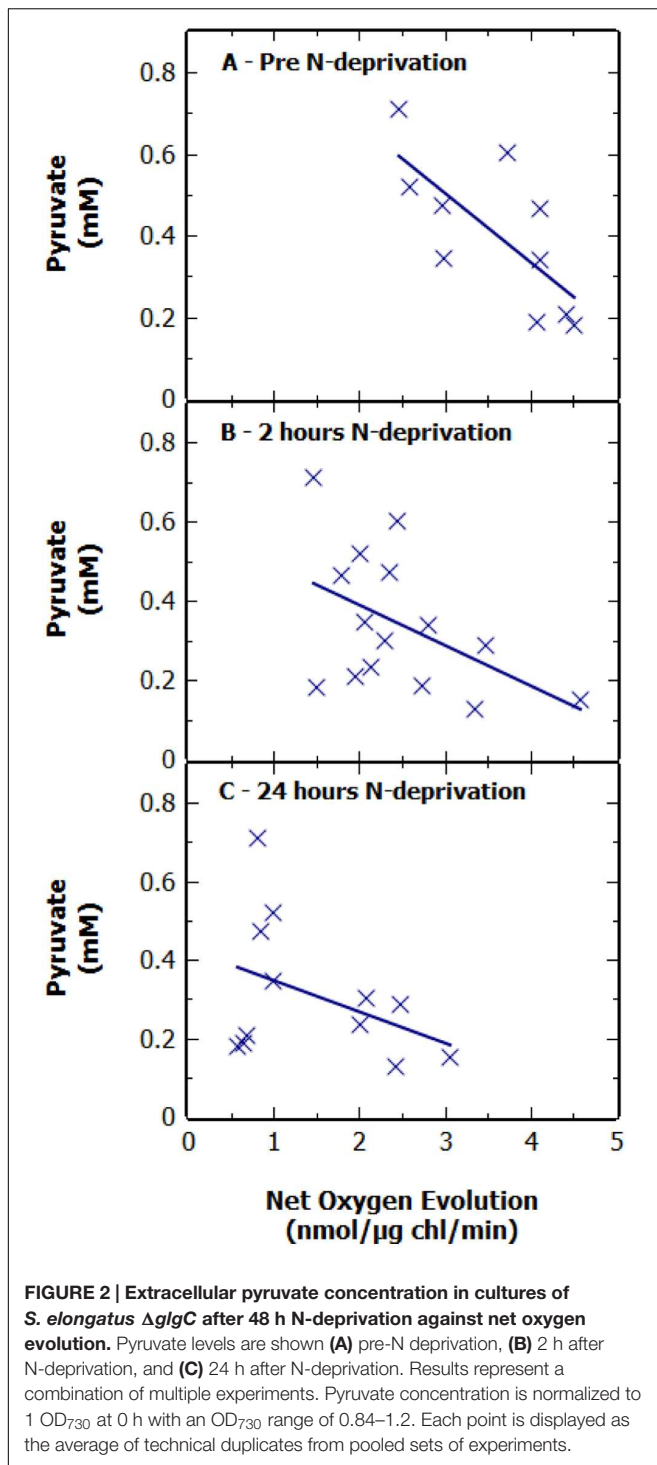 A - Pre N-deprivation
0.8
0.6
0.4
0.2
0
Pyruvate
(mM)
B - 2 hours N-deprivation
0.8
0.6
0.4
0.2
0
Pyruvate
(mM)
C - 24 hours N-deprivation
0.8
0.6
0.4
0.2
0
Pyruvate
(mM)
0 1 2 3 4 5
Net Oxygen Evolution
(nmol/µg chl/min)
FIGURE 2 | Extracellular pyruvate concentration in cultures of
S. elongatus ΔglgC after 48 h N-deprivation against net oxygen
evolution. Pyruvate levels are shown (A) pre-N deprivation, (B) 2 h after
N-deprivation, and (C) 24 h after N-deprivation. Results represent a
combination of multiple experiments. Pyruvate concentration is normalized to
1 OD730 at 0 h with an OD730 range of 0.84–1.2. Each point is displayed as
the average of technical duplicates from pooled sets of experiments.